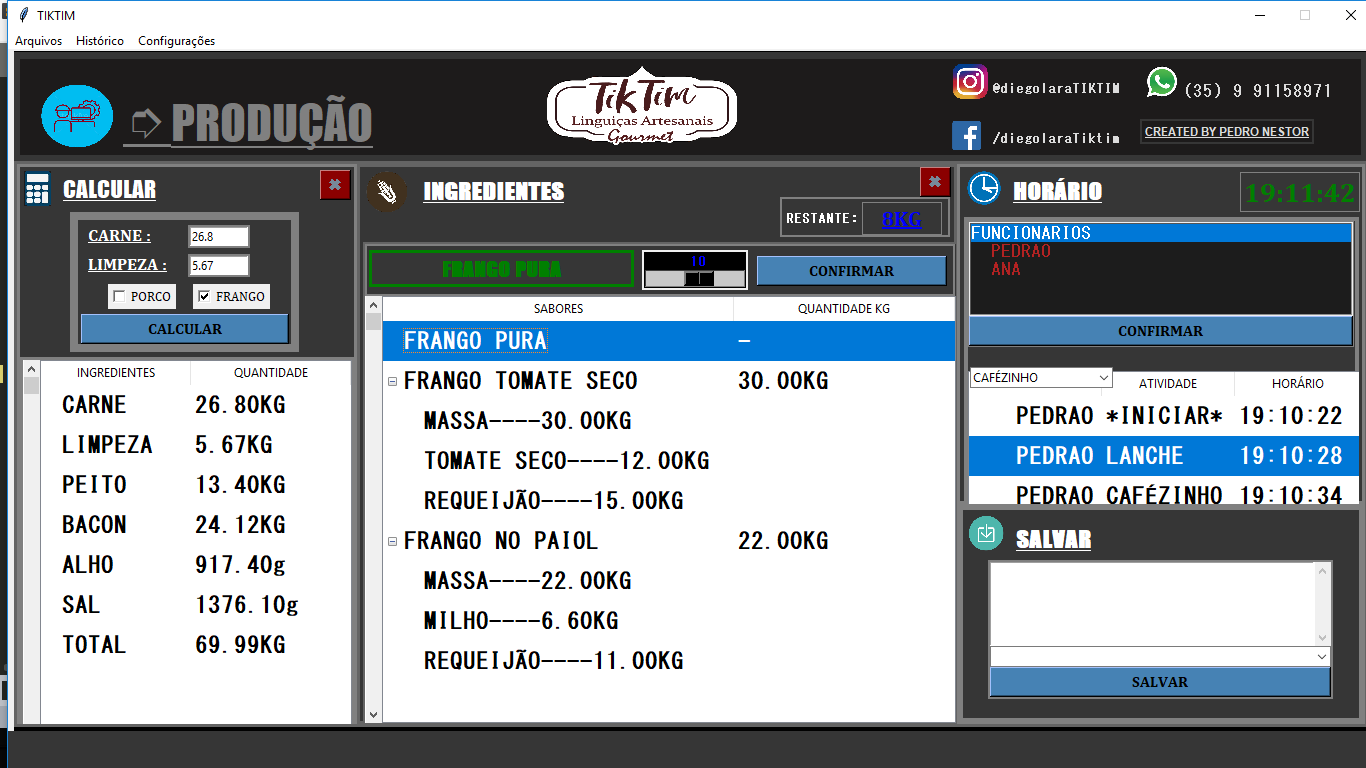 TIKTIM
Arquivos Histórico Configurações
PRODUÇÃO
TikTim
Linguiças Artesanais
Gourmet
@diegolaraTIKTIM
(35) 9 91158971
/diegolaraTiktim
CREATED BY PEDRO NESTOR
CALCULAR
CARNE : 26.8
LIMPEZA : 5.67
PORCO FRANGO
CALCULAR
INGREDIENTES QUANTIDADE
CARNE 26.80KG
LIMPEZA 5.67KG
PEITO 13.40KG
BACON 24.12KG
ALHO 917.40g
SAL 1376.10g
TOTAL 69.99KG
INGREDIENTES
RESTANTE: 8KG
FRANGO PURA 10 CONFIRMAR
SABORES QUANTIDADE KG
FRANGO PURA –
FRANGO TOMATE SECO 30.00KG
MASSA----30.00KG
TOMATE SECO----12.00KG
REQUEIJÃO----15.00KG
FRANGO NO PAIOL 22.00KG
MASSA----22.00KG
MILHO----6.60KG
REQUEIJÃO----11.00KG
HORÁRIO 19:11:42
FUNCIONARIOS
PEDRAO
ANA
CONFIRMAR
CAFÉZINHO ATIVIDADE HORÁRIO
PEDRAO *INICIAR* 19:10:22
PEDRAO LANCHE 19:10:28
PEDRAO CAFÉZINHO 19:10:34
SALVAR
SALVAR